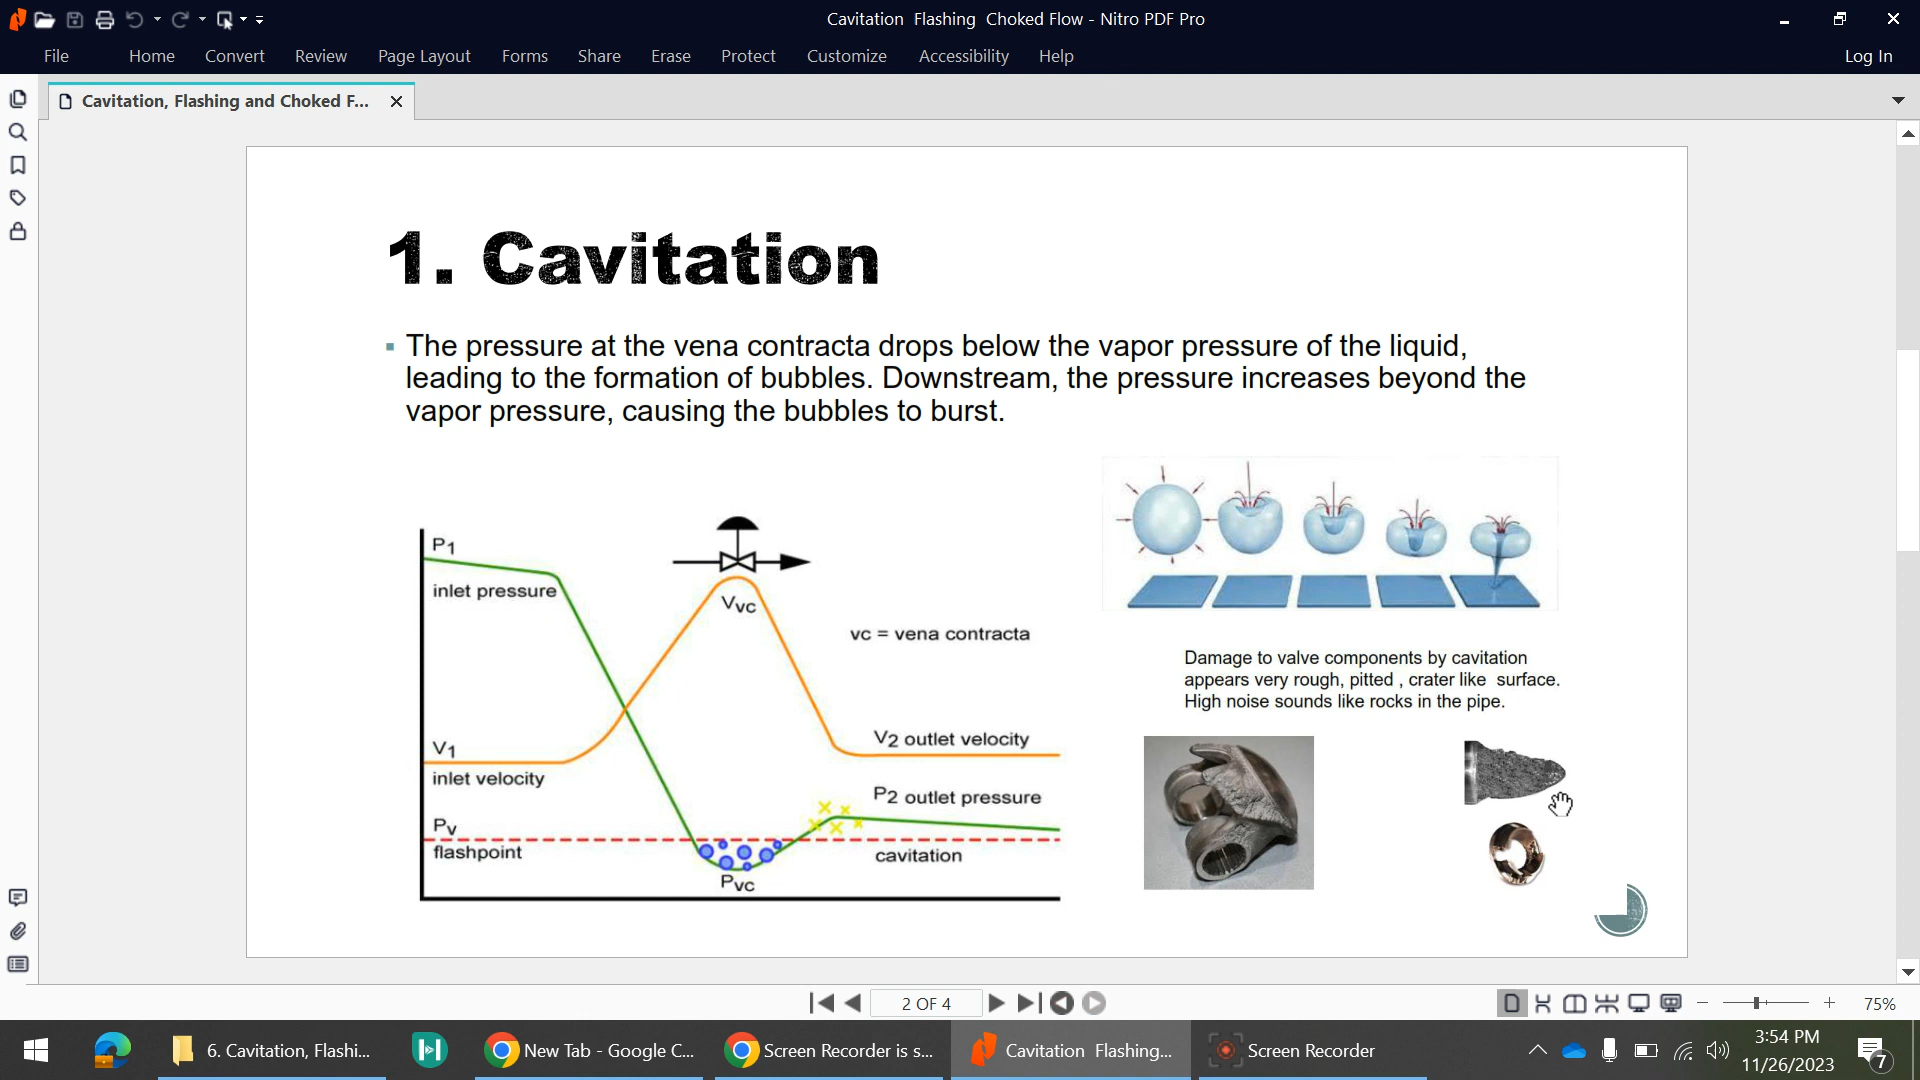 Cavitation  Flashing  Choked Flow - Nitro PDF Pro
File Home Convert Review Page Layout Forms Share Erase Protect Customize Accessibility Help Log In
Cavitation, Flashing and Choked F...
1. Cavitation
▪ The pressure at the vena contracta drops below the vapor pressure of the liquid,
leading to the formation of bubbles. Downstream, the pressure increases beyond the
vapor pressure, causing the bubbles to burst.
P1
inlet pressure
Vvc
vc = vena contracta
V1
inlet velocity
V2 outlet velocity
P2 outlet pressure
Pv
flashpoint
cavitation
Pvc
Damage to valve components by cavitation
appears very rough, pitted , crater like  surface.
High noise sounds like rocks in the pipe.
2 OF 4
75%
6. Cavitation, Flashi...
New Tab - Google C...
Screen Recorder is s...
Cavitation  Flashing...
Screen Recorder
3:54 PM
11/26/2023
7